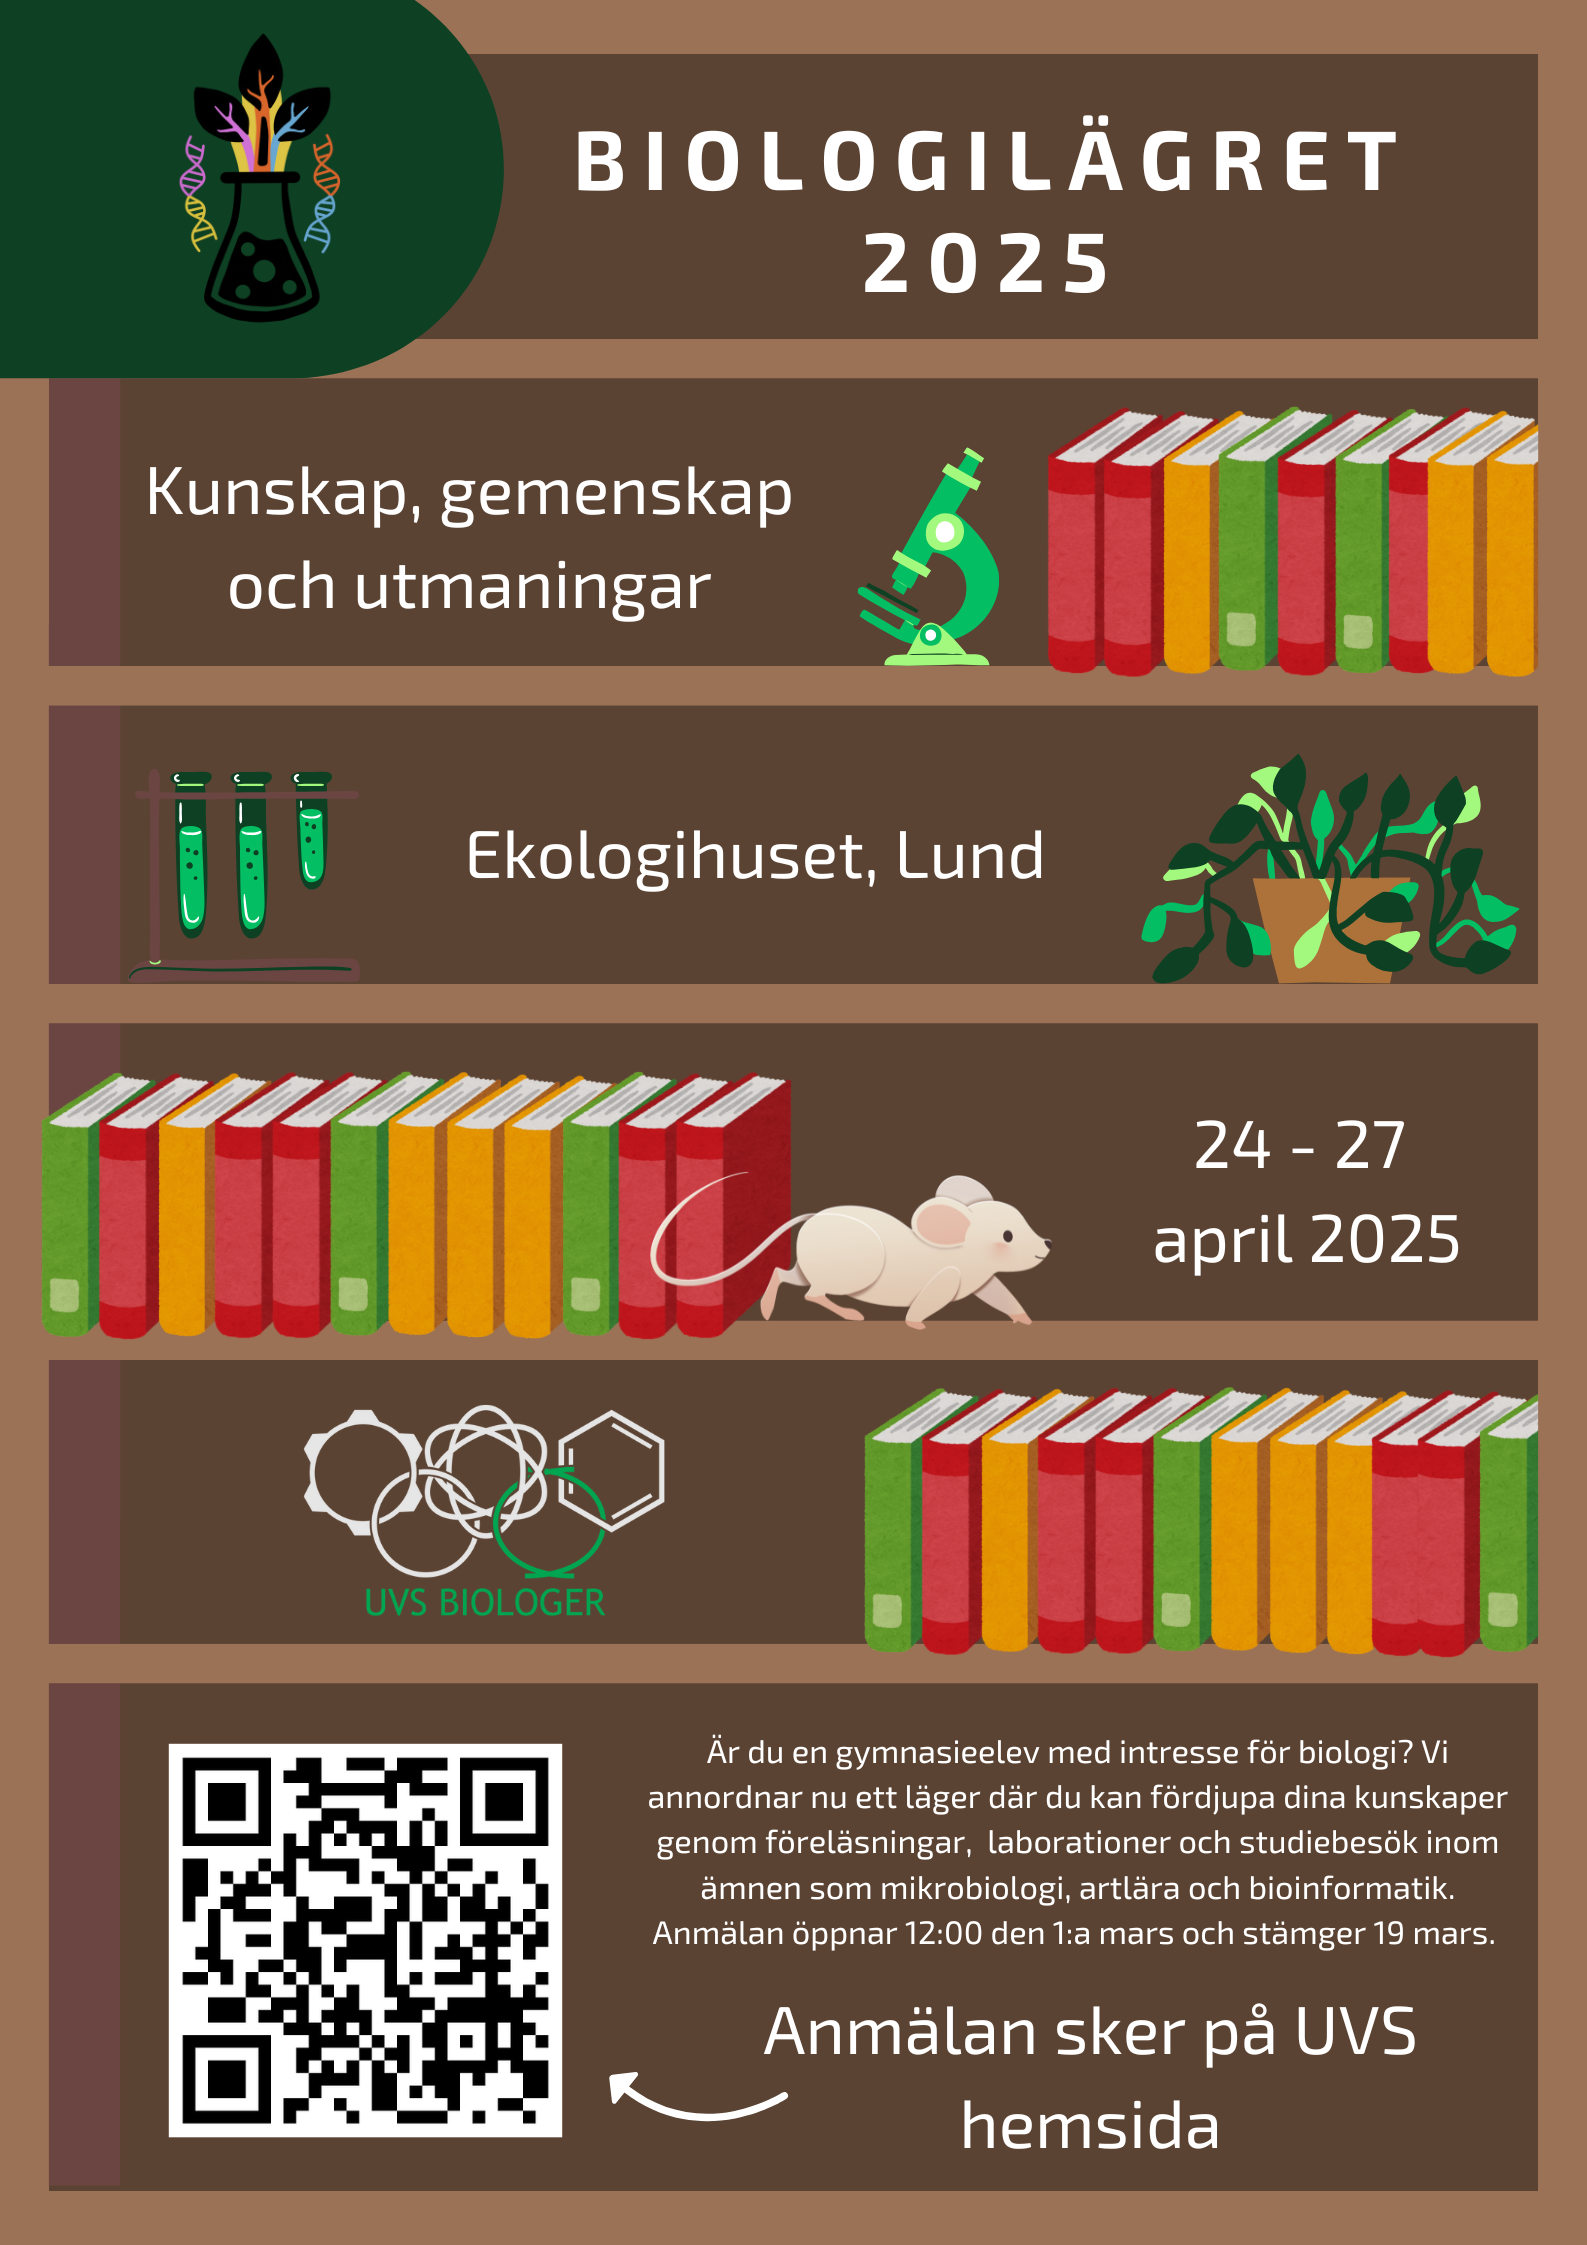 BIOLOGILÄGRET
2025
Kunskap, gemenskap
och utmaningar
Ekologihuset, Lund
24 - 27
april 2025
UVS BIOLOGER
Är du en gymnasieelev med intresse för biologi? Vi
annordnar nu ett läger där du kan fördjupa dina kunskaper
genom föreläsningar, laborationer och studiebesök inom
ämnen som mikrobiologi, artlära och bioinformatik.
Anmälan öppnar 12:00 den 1:a mars och stämger 19 mars.
Anmälan sker på UVS
hemsida